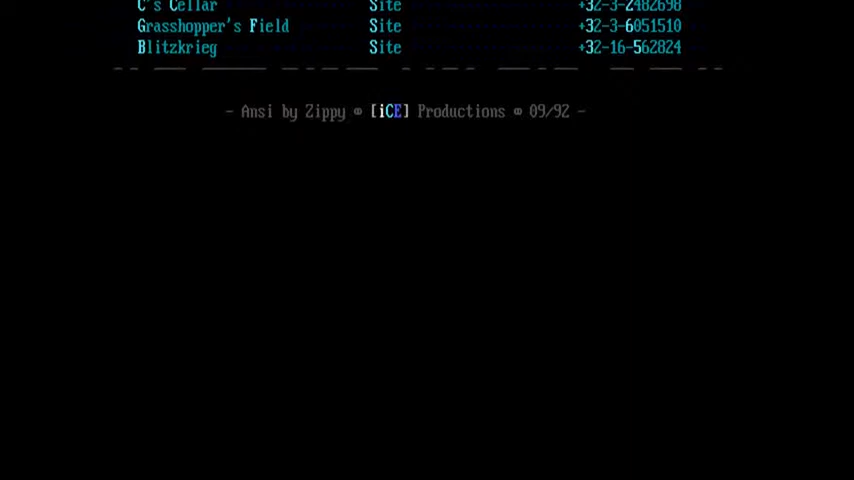 C's Cellar Site +32-3-2482698
Grasshopper's Field Site +32-3-6051510
Blitzkrieg Site +32-16-562824
- Ansi by Zippy [iCE] Productions 09/92 -